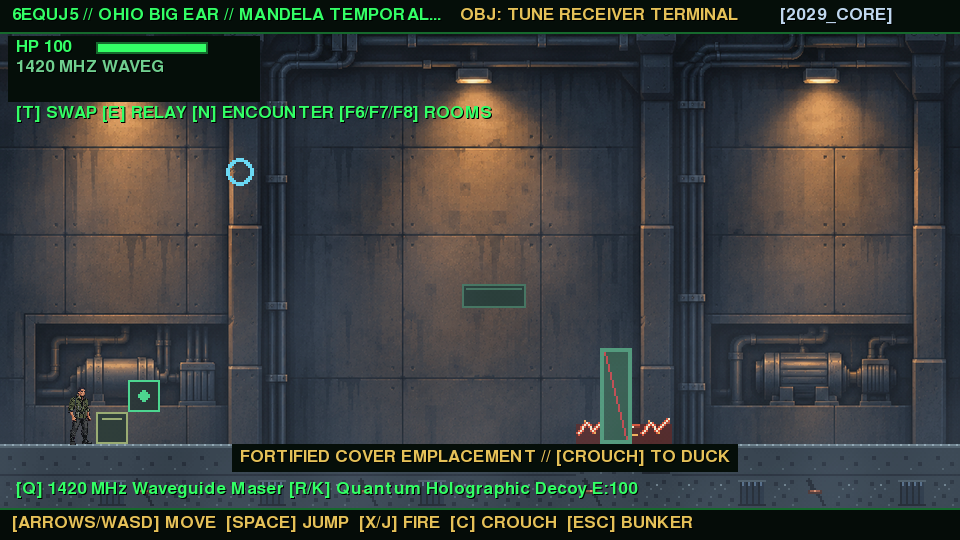 6EQUJ5 // OHIO BIG EAR // MANDELA TEMPORAL... OBJ: TUNE RECEIVER TERMINAL [2029_CORE]
HP 100
1420 MHZ WAVEG
[T] SWAP [E] RELAY [N] ENCOUNTER [F6/F7/F8] ROOMS
FORTIFIED COVER EMPLACEMENT // [CROUCH] TO DUCK
[Q] 1420 MHz Waveguide Maser [R/K] Quantum Holographic Decoy E:100
[ARROWS/WASD] MOVE [SPACE] JUMP [X/J] FIRE [C] CROUCH [ESC] BUNKER